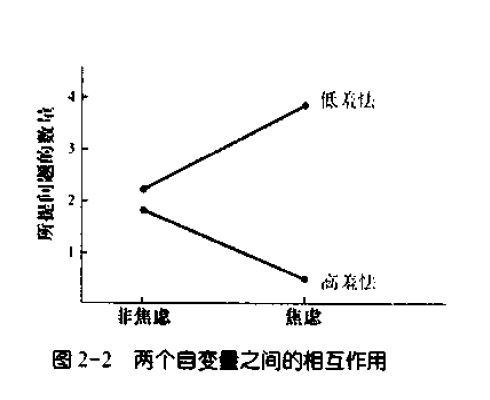 所提问题的数量
4
3
2
1
低羞怯
高羞怯
非焦虑 焦虑
图 2-2 两个自变量之间的相互作用